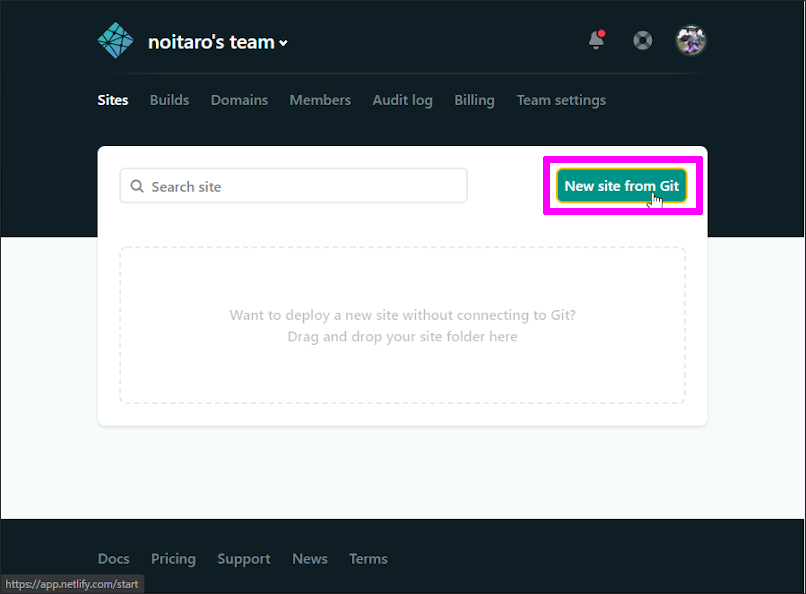 noitaro's team
Sites Builds Domains Members Audit log Billing Team settings
Search site
New site from Git
Want to deploy a new site without connecting to Git?
Drag and drop your site folder here
Docs Pricing Support News Terms
https://app.netlify.com/start